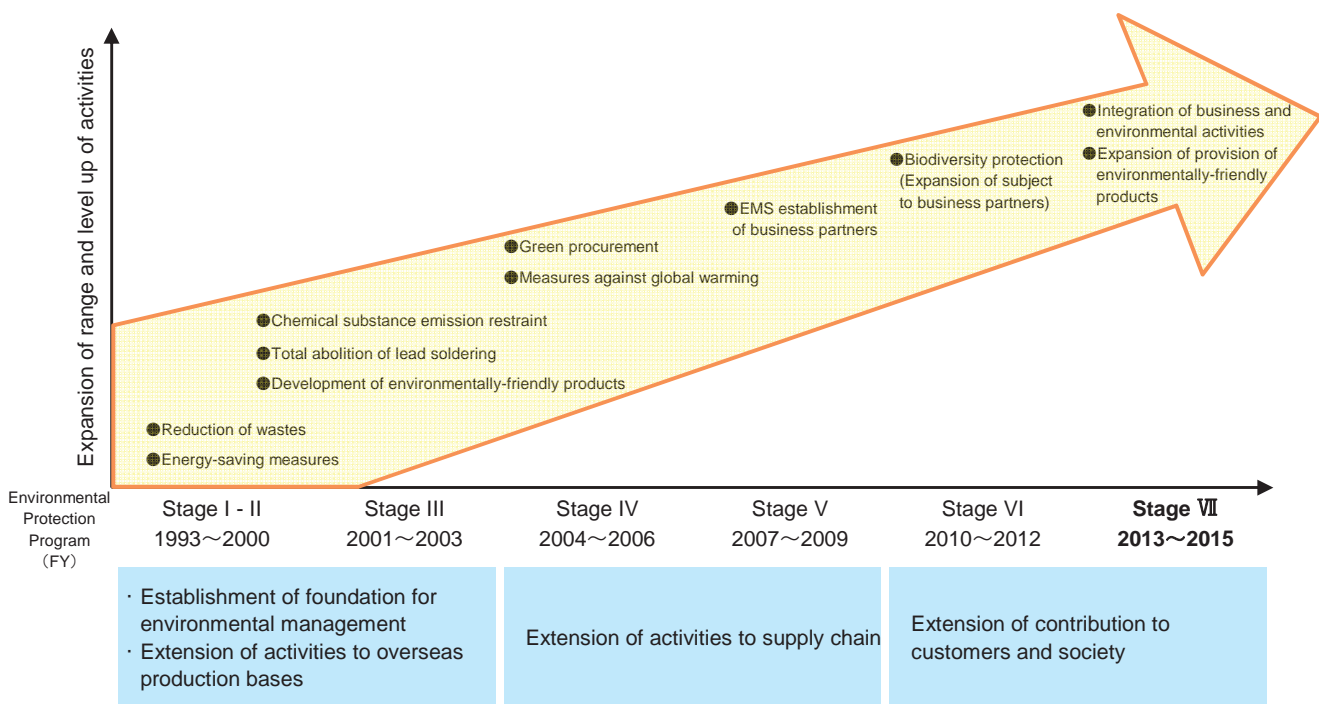 Expansion of range and level up of activities
●Integration of business and
environmental activities
●Expansion of provision of
environmentally-friendly
products
●Biodiversity protection
(Expansion of subject
to business partners)
●EMS establishment
of business partners
●Green procurement
●Measures against global warming
●Chemical substance emission restraint
●Total abolition of lead soldering
●Development of environmentally-friendly products
●Reduction of wastes
●Energy-saving measures
Environmental
Protection
Program
（FY）
Stage I - II
1993～2000
Stage III
2001～2003
Stage IV
2004～2006
Stage V
2007～2009
Stage VI
2010～2012
Stage Ⅶ
2013～2015
· Establishment of foundation for
environmental management
· Extension of activities to overseas
production bases
Extension of activities to supply chain
Extension of contribution to
customers and society